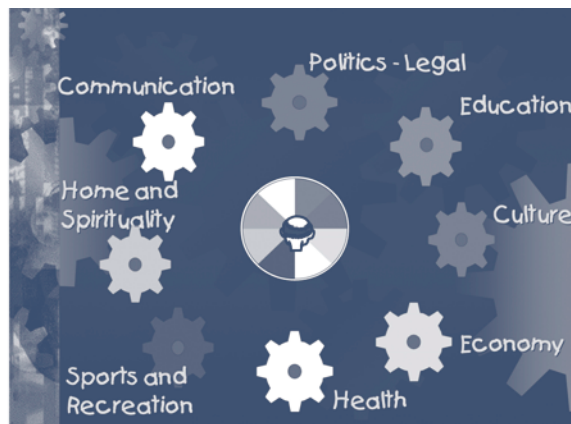 Politics - Legal
Communication
Education
Home and
Spirituality
Culture
Economy
Sports and
Recreation
Health